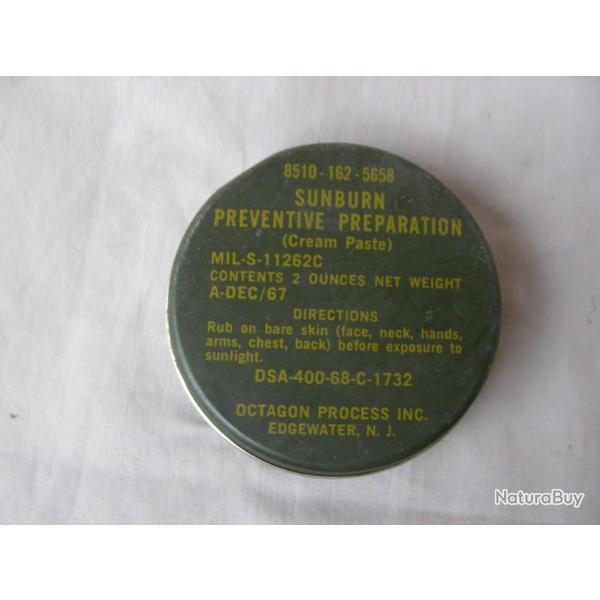 8510-162-5658
SUNBURN
PREVENTIVE PREPARATION
(Cream Paste)
MIL-S-11262C
CONTENTS 2 OUNCES NET WEIGHT
A-DEC/67
DIRECTIONS
Rub on bare skin (face, neck, hands,
arms, chest, back) before exposure to
sunlight.
DSA-400-68-C-1732
OCTAGON PROCESS INC.
EDGEWATER, N. J.
NaturaBuy